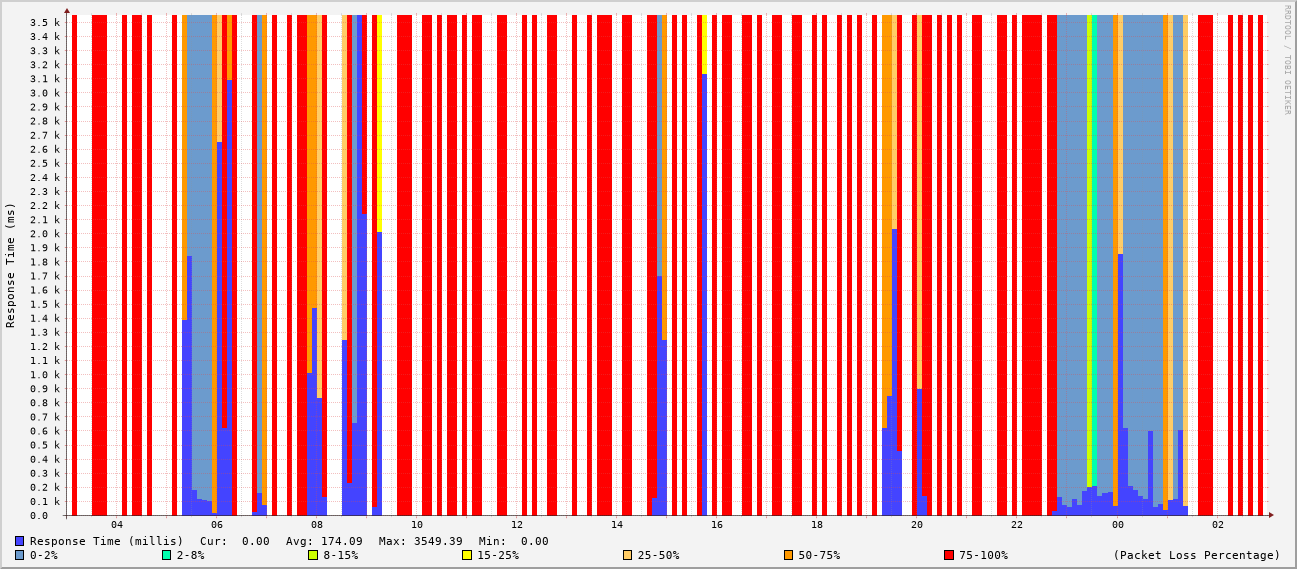 RRDTOOL / TOBI OETIKER
Response Time (ms)
3.5 k
3.4 k
3.3 k
3.2 k
3.1 k
3.0 k
2.9 k
2.8 k
2.7 k
2.6 k
2.5 k
2.4 k
2.3 k
2.2 k
2.1 k
2.0 k
1.9 k
1.8 k
1.7 k
1.6 k
1.5 k
1.4 k
1.3 k
1.2 k
1.1 k
1.0 k
0.9 k
0.8 k
0.7 k
0.6 k
0.5 k
0.4 k
0.3 k
0.2 k
0.1 k
0.0
04 06 08 10 12 14 16 18 20 22 00 02
Response Time (millis) Cur: 0.00 Avg: 174.09 Max: 3549.39 Min: 0.00
0-2% 2-8% 8-15% 15-25% 25-50% 50-75% 75-100% (Packet Loss Percentage)